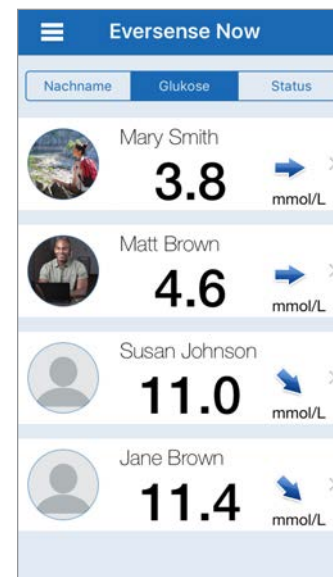 Eversense Now
Nachname Glukose Status
Mary Smith
3.8 mmol/L
Matt Brown
4.6 mmol/L
Susan Johnson
11.0 mmol/L
Jane Brown
11.4 mmol/L